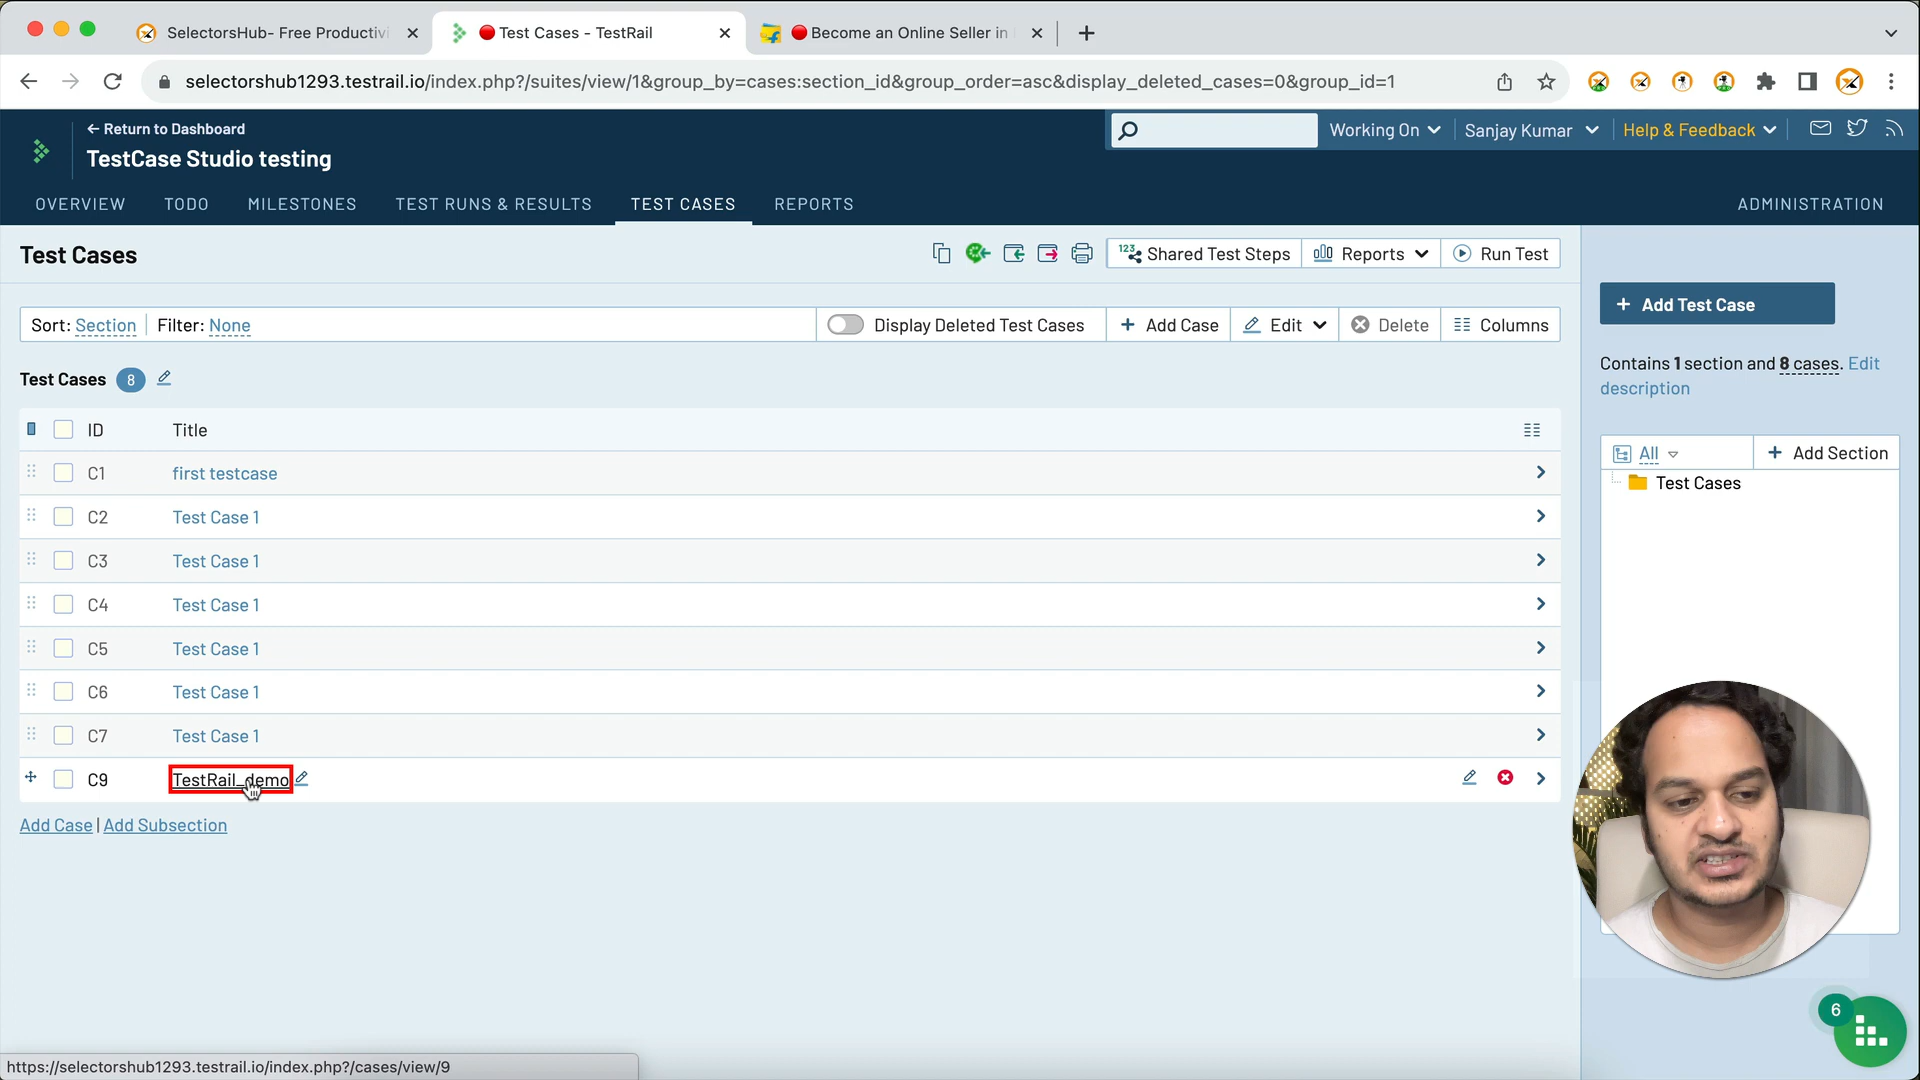 SelectorsHub- Free Productivi
Test Cases - TestRail
Become an Online Seller in
selectorshub1293.testrail.io/index.php?/suites/view/1&group_by=cases:section_id&group_order=asc&display_deleted_cases=0&group_id=1
Return to Dashboard
TestCase Studio testing
Working On
Sanjay Kumar
Help & Feedback
OVERVIEW
TODO
MILESTONES
TEST RUNS & RESULTS
TEST CASES
REPORTS
ADMINISTRATION
Test Cases
123 Shared Test Steps
Reports
Run Test
Sort: Section
Filter: None
Display Deleted Test Cases
+ Add Case
Edit
Delete
Columns
+ Add Test Case
Contains 1 section and 8 cases. Edit
description
Test Cases 8
ID Title
C1 first testcase
C2 Test Case 1
C3 Test Case 1
C4 Test Case 1
C5 Test Case 1
C6 Test Case 1
C7 Test Case 1
C9 TestRail_demo
Add Case | Add Subsection
All
+ Add Section
Test Cases
6
https://selectorshub1293.testrail.io/index.php?/cases/view/9